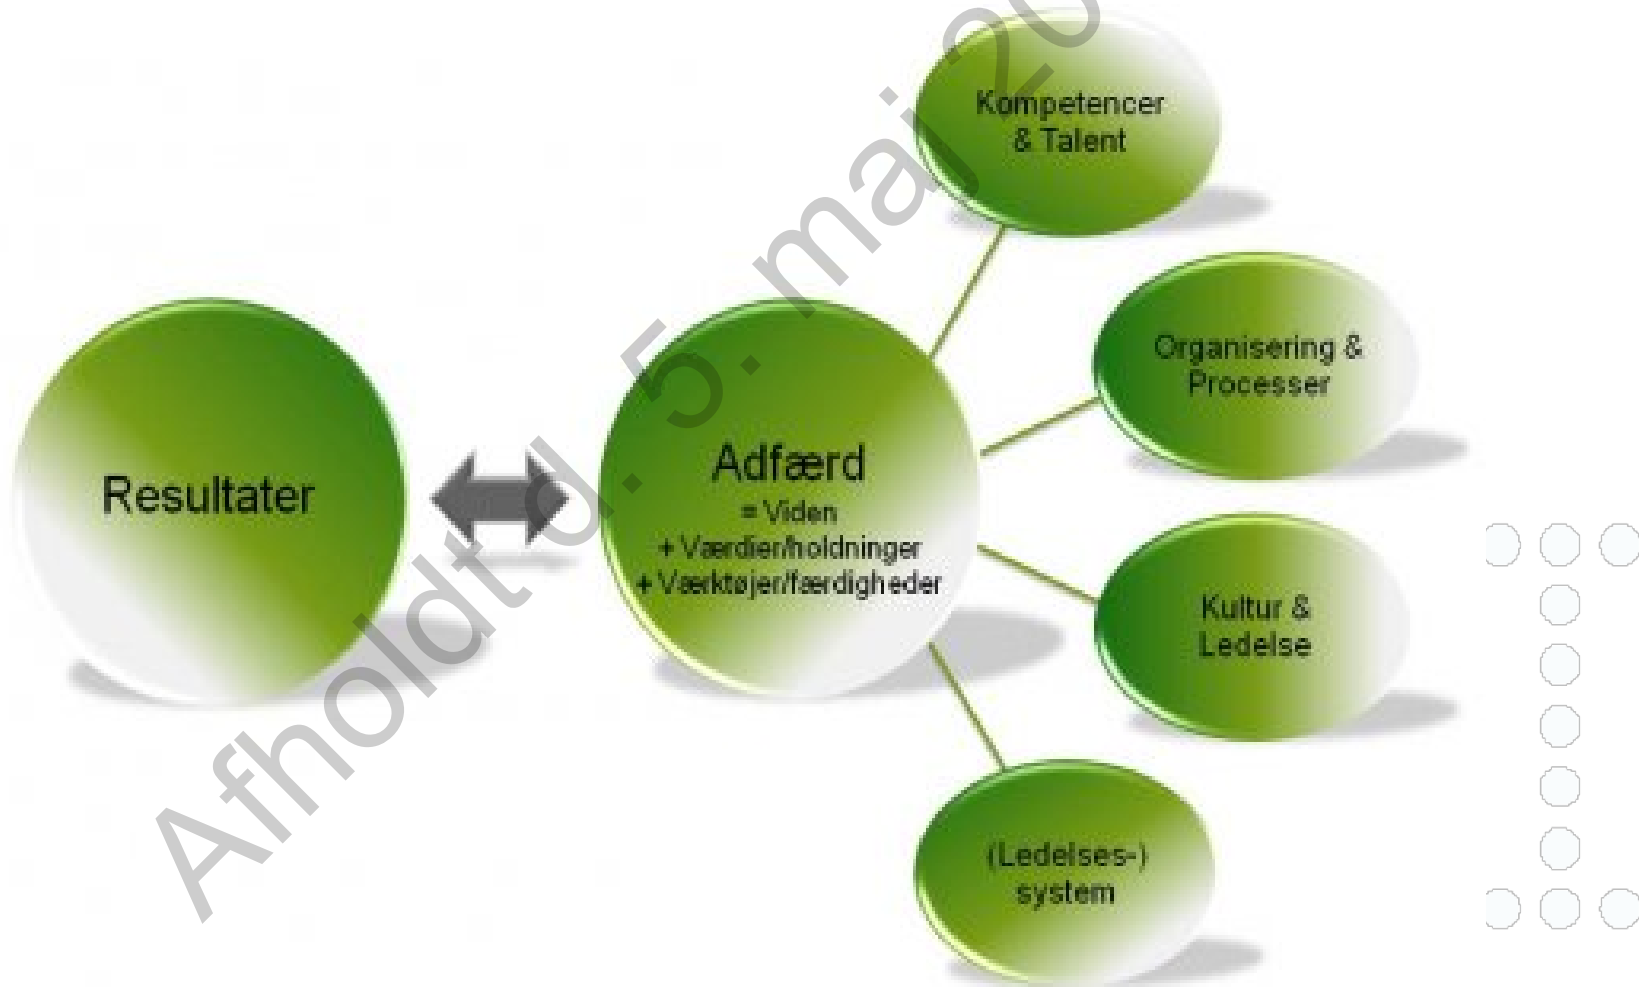 Kompetencer
& Talent
Organisering &
Processer
Resultater
Adfærd
= Viden
+ Værdier/holdninger
+ Værktøjer/færdigheder
Kultur &
Ledelse
(Ledelses-)
system
Afholdt d. 5. maj 20